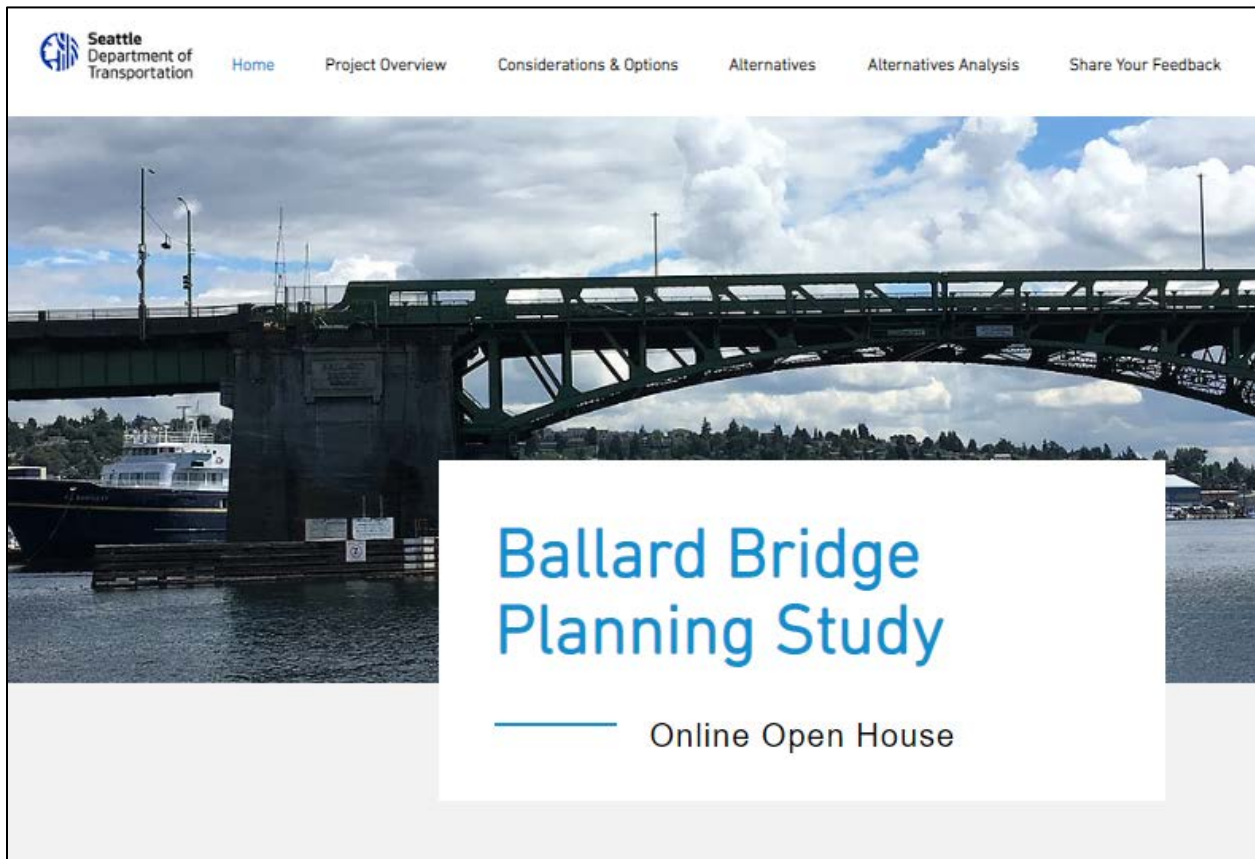 Seattle
Department of
Transportation
Home Project Overview Considerations & Options Alternatives Alternatives Analysis Share Your Feedback
Ballard Bridge
Planning Study
Online Open House